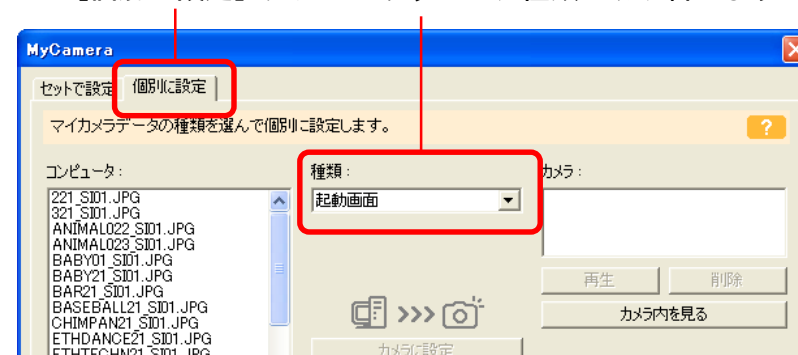 MyCamera
セットで設定
個別に設定
マイカメラデータの種類を選んで個別に設定します。
?
コンピュータ:
種類:
カメラ:
221_SI01.JPG
321_SI01.JPG
ANIMAL022_SI01.JPG
ANIMAL023_SI01.JPG
BABY01_SI01.JPG
BABY21_SI01.JPG
BAR21_SI01.JPG
BASEBALL21_SI01.JPG
CHIMPAN21_SI01.JPG
ETHDANCE21_SI01.JPG
ETHTECHN21_SI01.JPG
起動画面
再生
削除
カメラ内を見る
>>>
カメラに設定